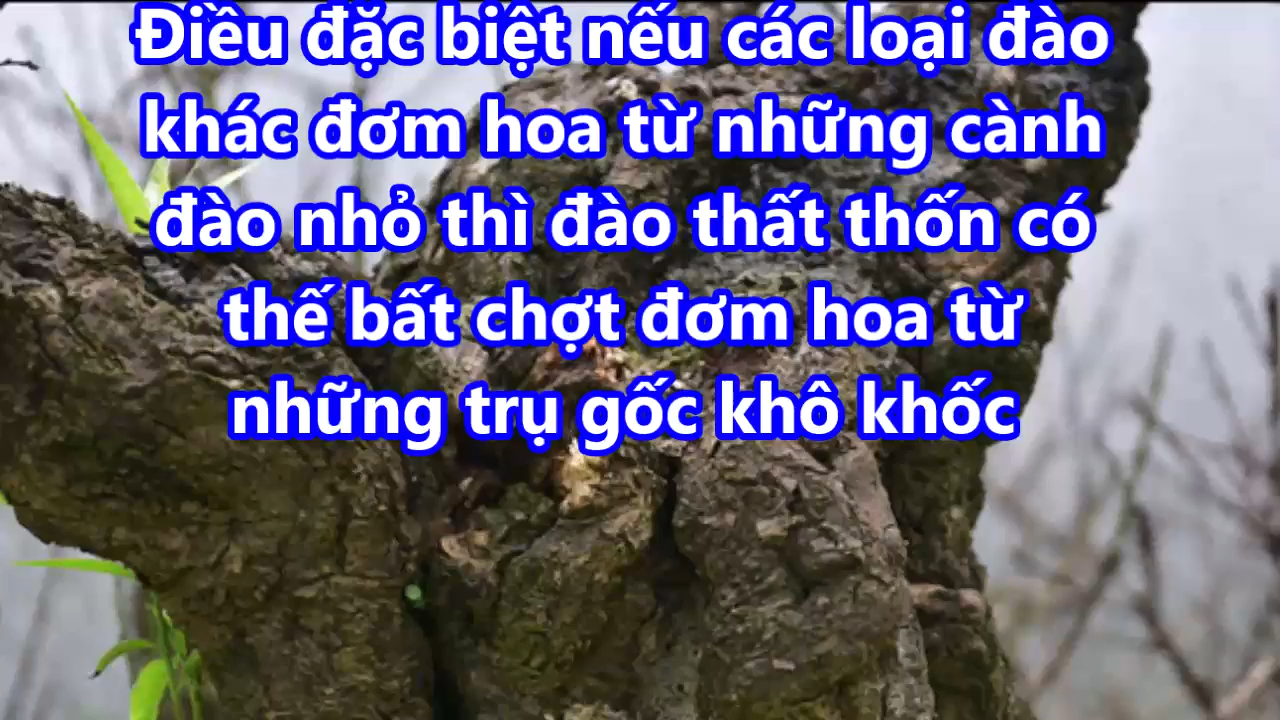 Điều đặc biệt nếu các loại đào
khác đơm hoa từ những cành
đào nhỏ thì đào thất thốn có
thế bất chợt đơm hoa từ
những trụ gốc khô khốc